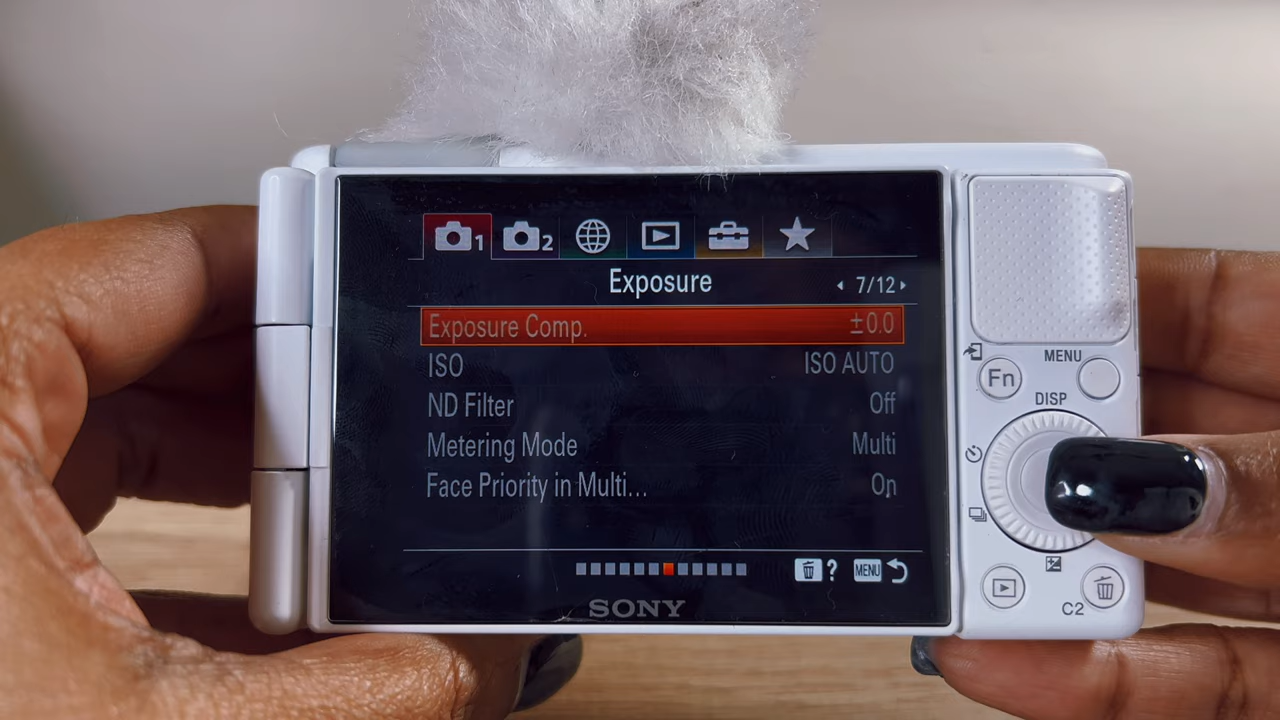 1 2
Exposure 7/12
Exposure Comp. ±0.0
ISO ISO AUTO
ND Filter Off
Metering Mode Multi
Face Priority in Multi... On
? MENU
SONY
MENU
Fn
DISP
C2